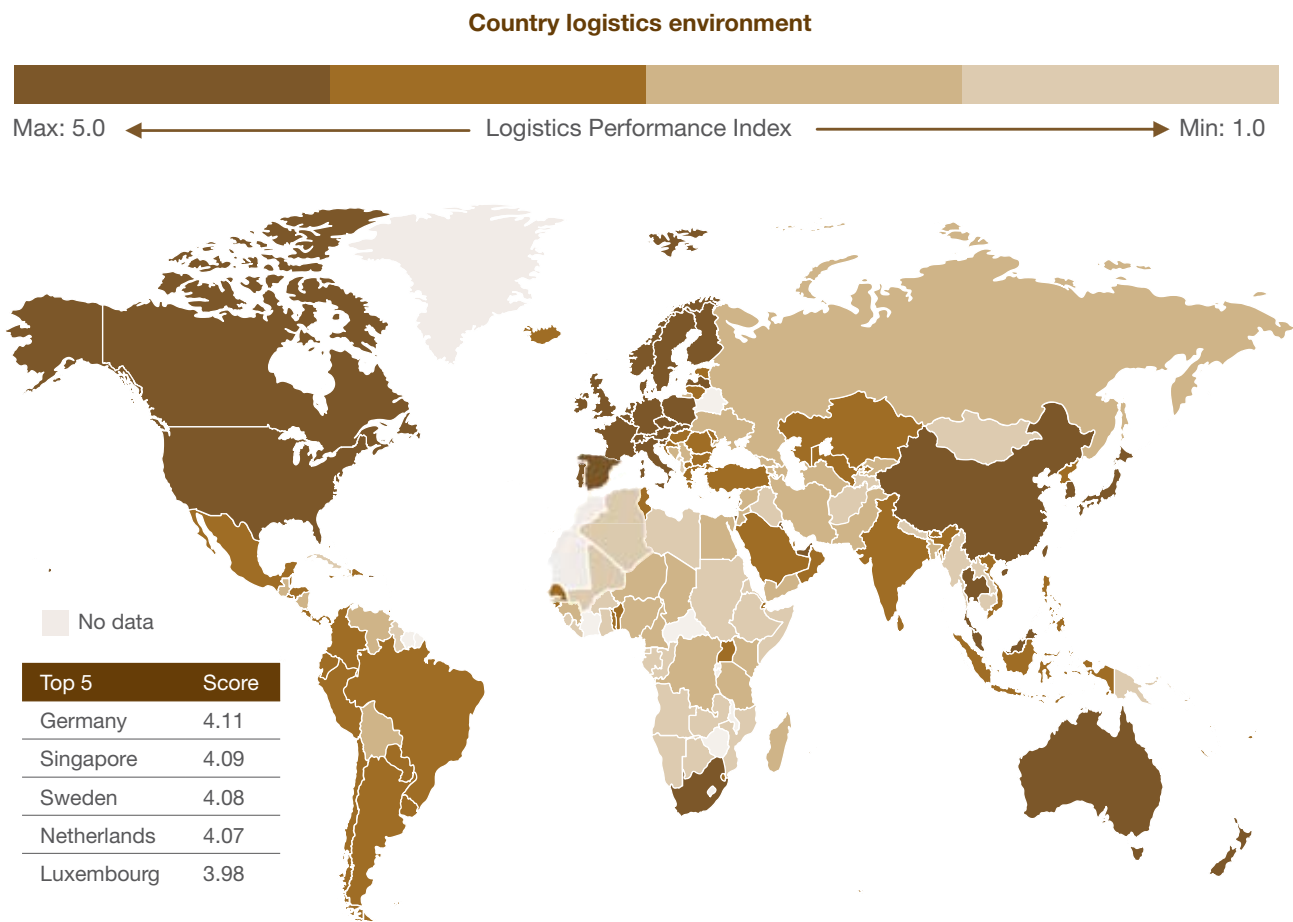 Country logistics environment
Max: 5.0 Logistics Performance Index Min: 1.0
No data
Top 5 Score
Germany 4.11
Singapore 4.09
Sweden 4.08
Netherlands 4.07
Luxembourg 3.98